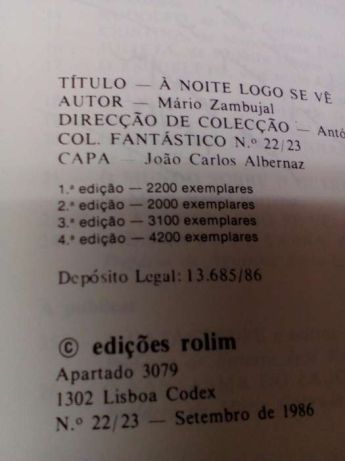 TÍTULO — À NOITE LOGO SE VÊ
AUTOR — Mário Zambujal
DIRECÇÃO DE COLECÇÃO — Antó
COL. FANTÁSTICO N.º 22/23
CAPA — João Carlos Albernaz
1.ª edição — 2200 exemplares
2.ª edição — 2000 exemplares
3.ª edição — 3100 exemplares
4.ª edição — 4200 exemplares
Depósito Legal: 13.685/86
© edições rolim
Apartado 3079
1302 Lisboa Codex
N.º 22/23 — Setembro de 1986